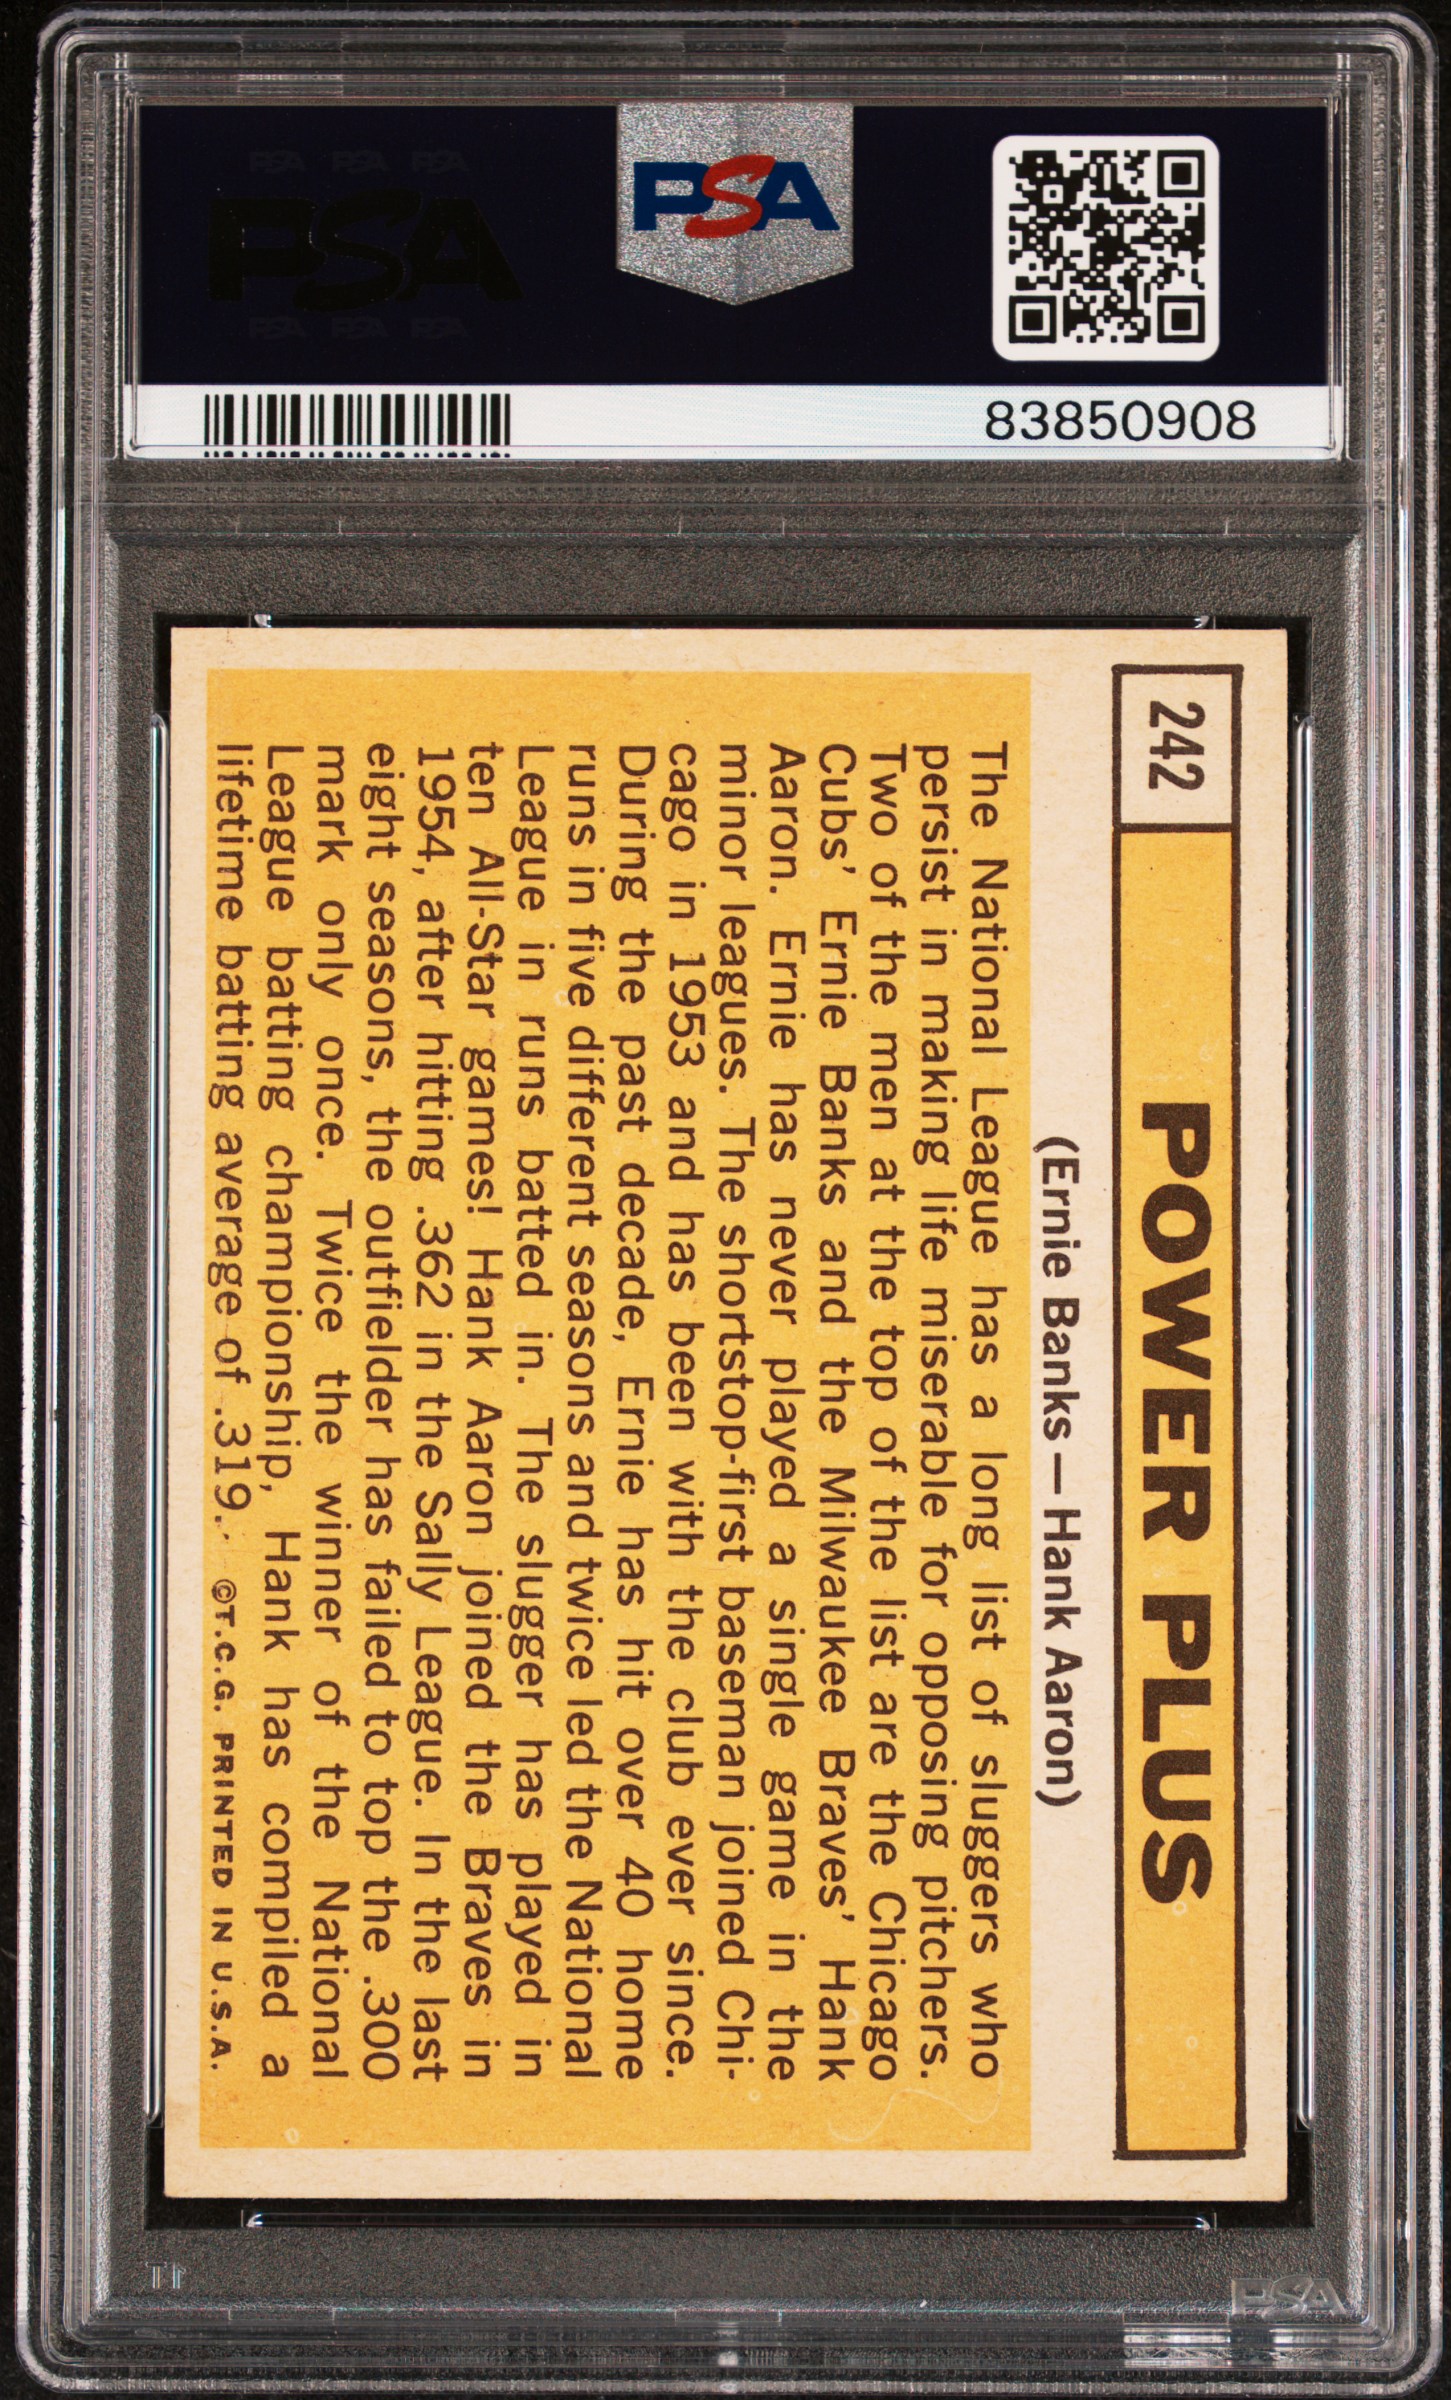 PSA PSA PSA
PSA
PSA PSA PSA
PSA
83850908
242
POWER PLUS
(Ernie Banks—Hank Aaron)
The National League has a long list of sluggers who
persist in making life miserable for opposing pitchers.
Two of the men at the top of the list are the Chicago
Cubs' Ernie Banks and the Milwaukee Braves' Hank
Aaron. Ernie has never played a single game in the
minor leagues. The shortstop-first baseman joined Chi-
cago in 1953 and has been with the club ever since.
During the past decade, Ernie has hit over 40 home
runs in five different seasons and twice led the National
League in runs batted in. The slugger has played in
ten All-Star games! Hank Aaron joined the Braves in
1954, after hitting .362 in the Sally League. In the last
eight seasons, the outfielder has failed to top the .300
mark only once. Twice the winner of the National
League batting championship, Hank has compiled a
lifetime batting average of .319. ©T.C.G. PRINTED IN U.S.A.
PSA